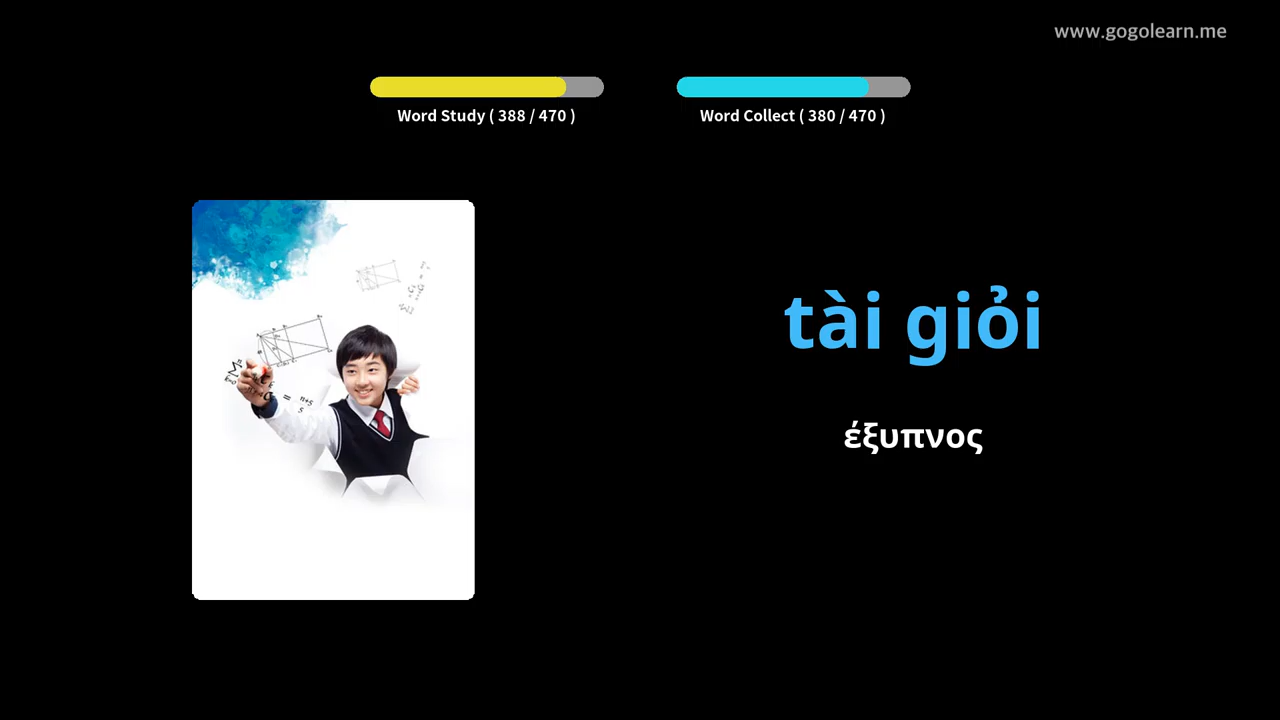 www.gogolearn.me
Word Study ( 388 / 470 )
Word Collect ( 380 / 470 )
tài giỏi
έξυπνος